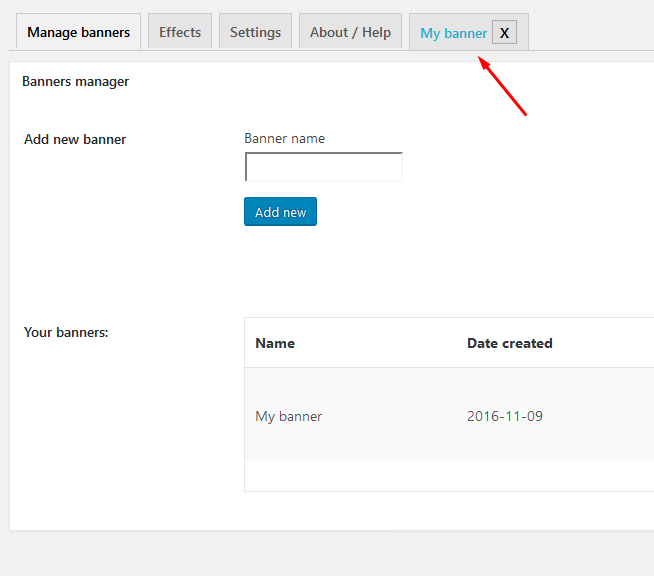 Manage banners Effects Settings About / Help My banner X
Banners manager
Add new banner Banner name
Add new
Your banners: Name Date created
My banner 2016-11-09